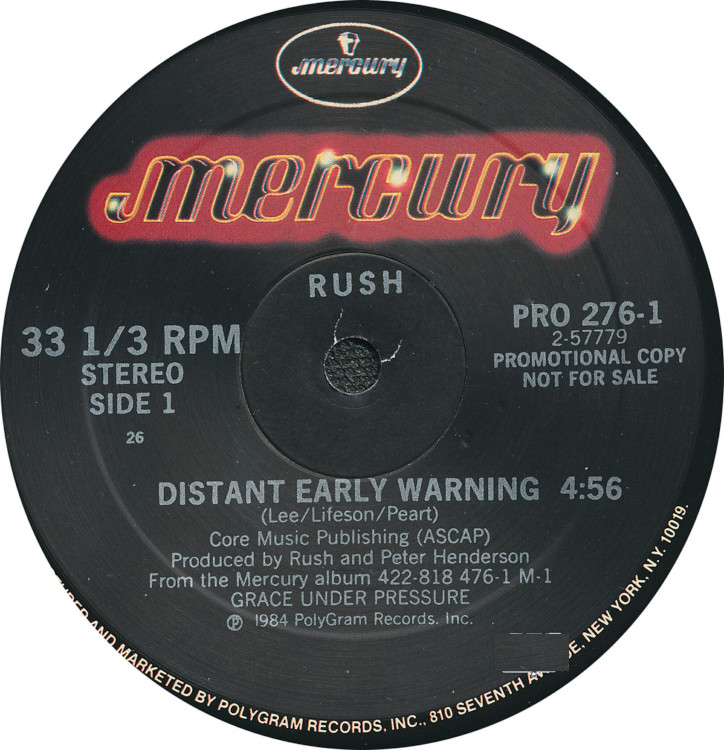 mercury
mercury
RUSH
33 1/3 RPM
STEREO
SIDE 1
26
PRO 276-1
2-57779
PROMOTIONAL COPY
NOT FOR SALE
DISTANT EARLY WARNING 4:56
(Lee/Lifeson/Peart)
Core Music Publishing (ASCAP)
Produced by Rush and Peter Henderson
From the Mercury album 422-818 476-1 M-1
GRACE UNDER PRESSURE
℗ 1984 PolyGram Records, Inc.
AND MARKETED BY POLYGRAM RECORDS, INC., 810 SEVENTH NEW YORK, N.Y. 10019.